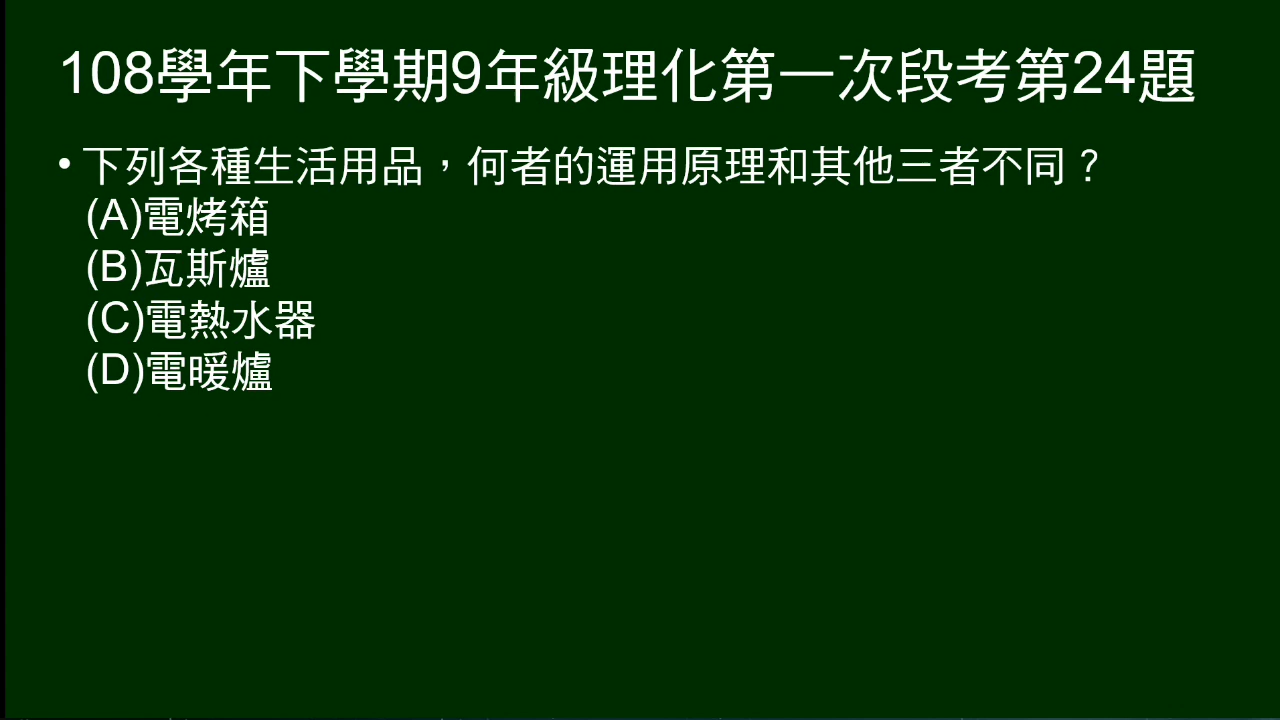 108學年下學期9年級理化第一次段考第24題
• 下列各種生活用品，何者的運用原理和其他三者不同？
(A)電烤箱
(B)瓦斯爐
(C)電熱水器
(D)電暖爐